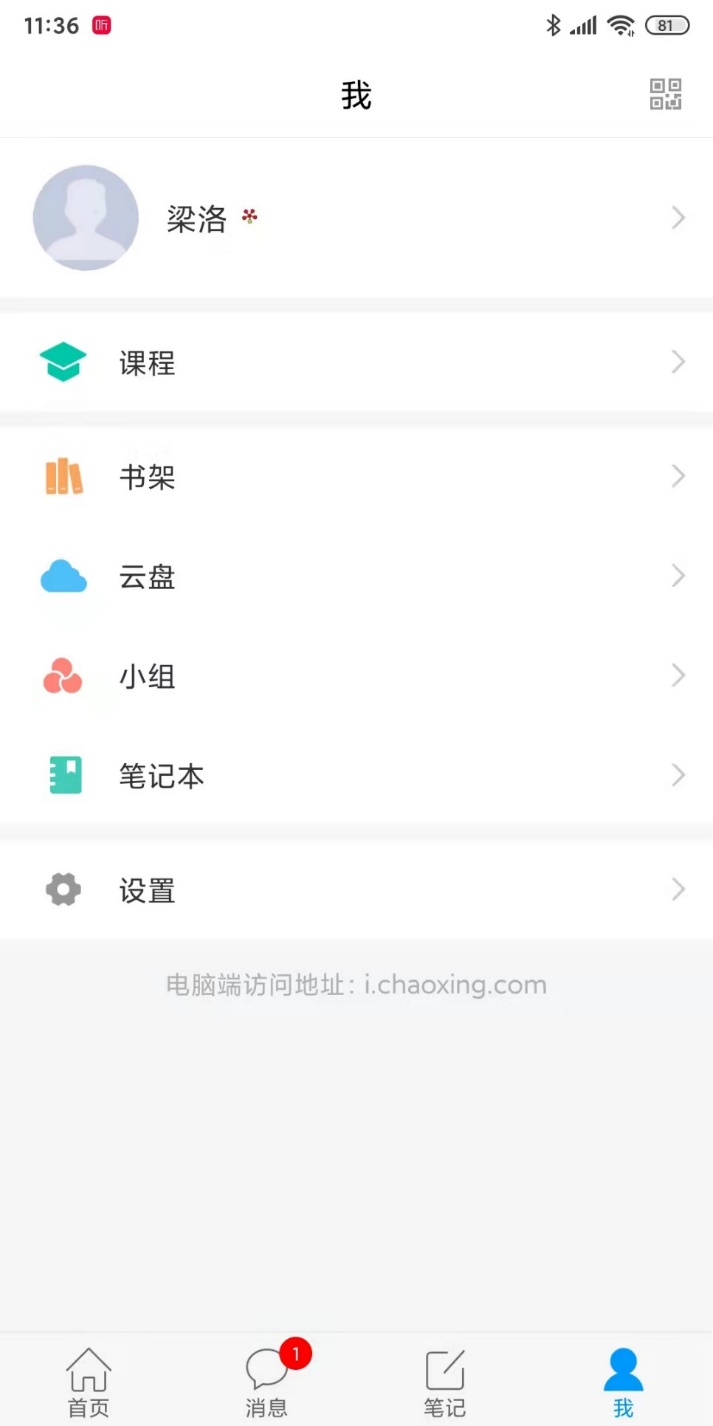 11:36 听 81
我
梁洛
课程
书架
云盘
小组
笔记本
设置
电脑端访问地址：i.chaoxing.com
1
首页 消息 笔记 我